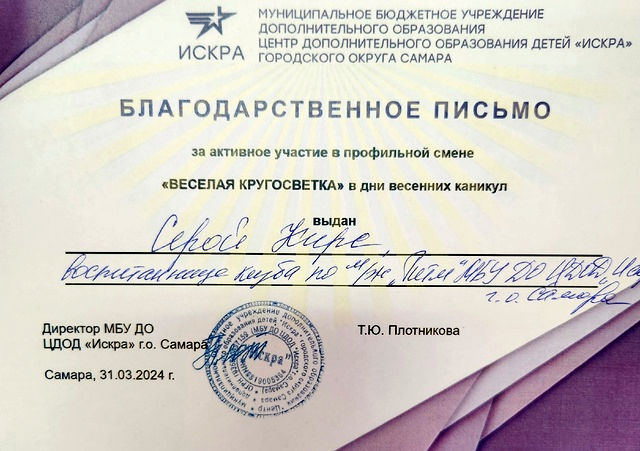 ИСКРА
МУНИЦИПАЛЬНОЕ БЮДЖЕТНОЕ УЧРЕЖДЕНИЕ
ДОПОЛНИТЕЛЬНОГО ОБРАЗОВАНИЯ
ЦЕНТР ДОПОЛНИТЕЛЬНОГО ОБРАЗОВАНИЯ ДЕТЕЙ «ИСКРА»
ГОРОДСКОГО ОКРУГА САМАРА
БЛАГОДАРСТВЕННОЕ ПИСЬМО
за активное участие в профильной смене
«ВЕСЕЛАЯ КРУГОСВЕТКА» в дни весенних каникул
выдан
Серой Кире,
воспитаннице клуба по м/ж "Ритм" МБУ ДО ЦДОД
г.о. Самара
Директор МБУ ДО
ЦДОД «Искра» г.о. Самара
Т.Ю. Плотникова
"Искра"
Самара, 31.03.2024 г.